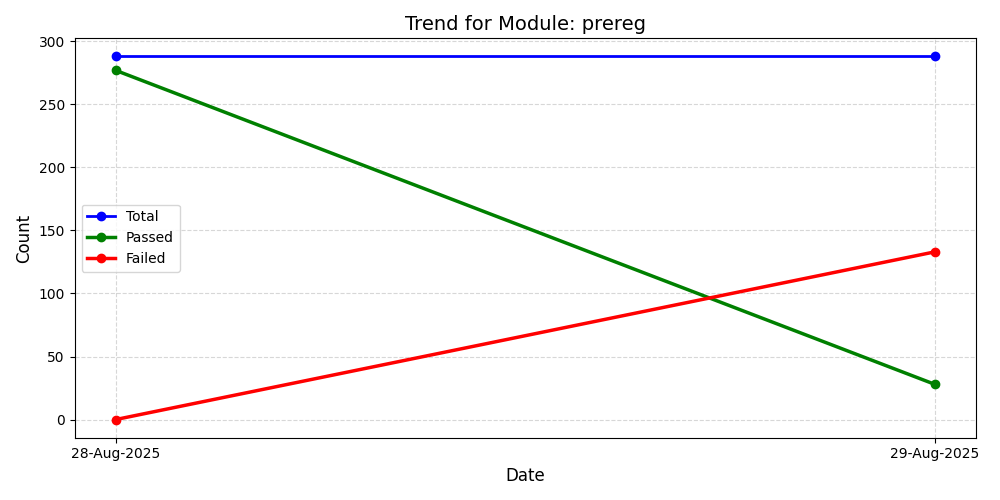 Trend for Module: prereg
300
250
200
150
100
50
0
Count
Total
Passed
Failed
28-Aug-2025
29-Aug-2025
Date